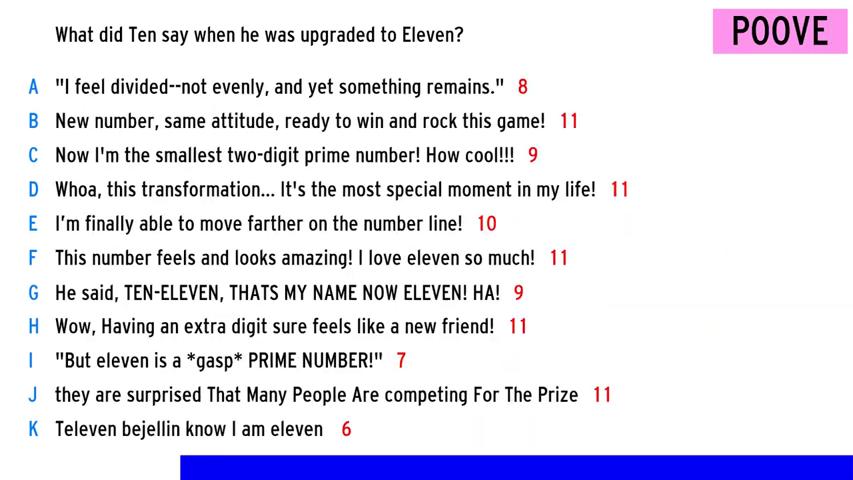 What did Ten say when he was upgraded to Eleven?
POOVE
A "I feel divided--not evenly, and yet something remains." 8
B New number, same attitude, ready to win and rock this game! 11
C Now I'm the smallest two-digit prime number! How cool!!! 9
D Whoa, this transformation... It's the most special moment in my life! 11
E I’m finally able to move farther on the number line! 10
F This number feels and looks amazing! I love eleven so much! 11
G He said, TEN-ELEVEN, THATS MY NAME NOW ELEVEN! HA! 9
H Wow, Having an extra digit sure feels like a new friend! 11
I "But eleven is a *gasp* PRIME NUMBER!" 7
J they are surprised That Many People Are competing For The Prize 11
K Televen bejellin know I am eleven 6